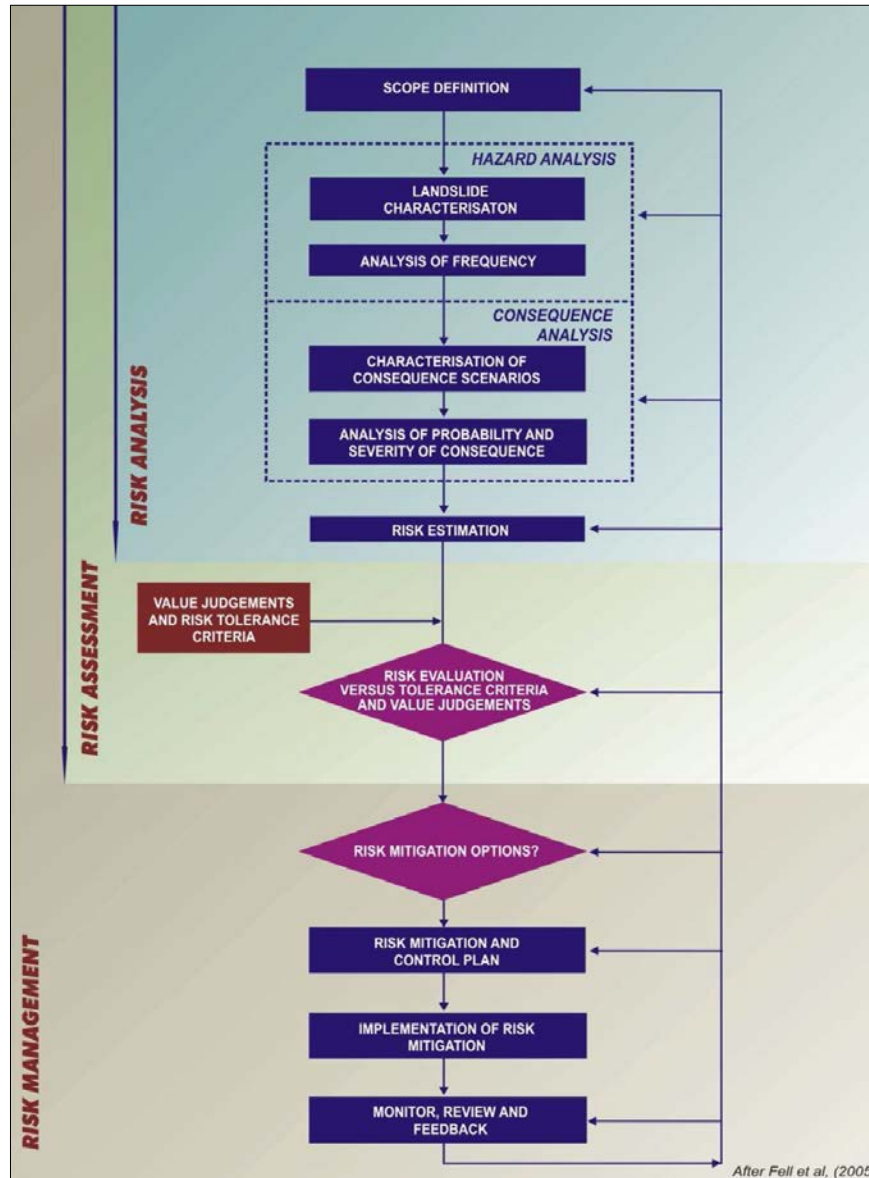 SCOPE DEFINITION
HAZARD ANALYSIS
LANDSLIDE
CHARACTERISATON
ANALYSIS OF FREQUENCY
CONSEQUENCE
ANALYSIS
CHARACTERISATION OF
CONSEQUENCE SCENARIOS
ANALYSIS OF PROBABILITY AND
SEVERITY OF CONSEQUENCE
RISK ANALYSIS
RISK ESTIMATION
VALUE JUDGEMENTS
AND RISK TOLERANCE
CRITERIA
RISK ASSESSMENT
RISK EVALUATION
VERSUS TOLERANCE CRITERIA
AND VALUE JUDGEMENTS
RISK MITIGATION OPTIONS?
RISK MITIGATION AND
CONTROL PLAN
RISK MANAGEMENT
IMPLEMENTATION OF RISK
MITIGATION
MONITOR, REVIEW AND
FEEDBACK
After Fell et al, (2005